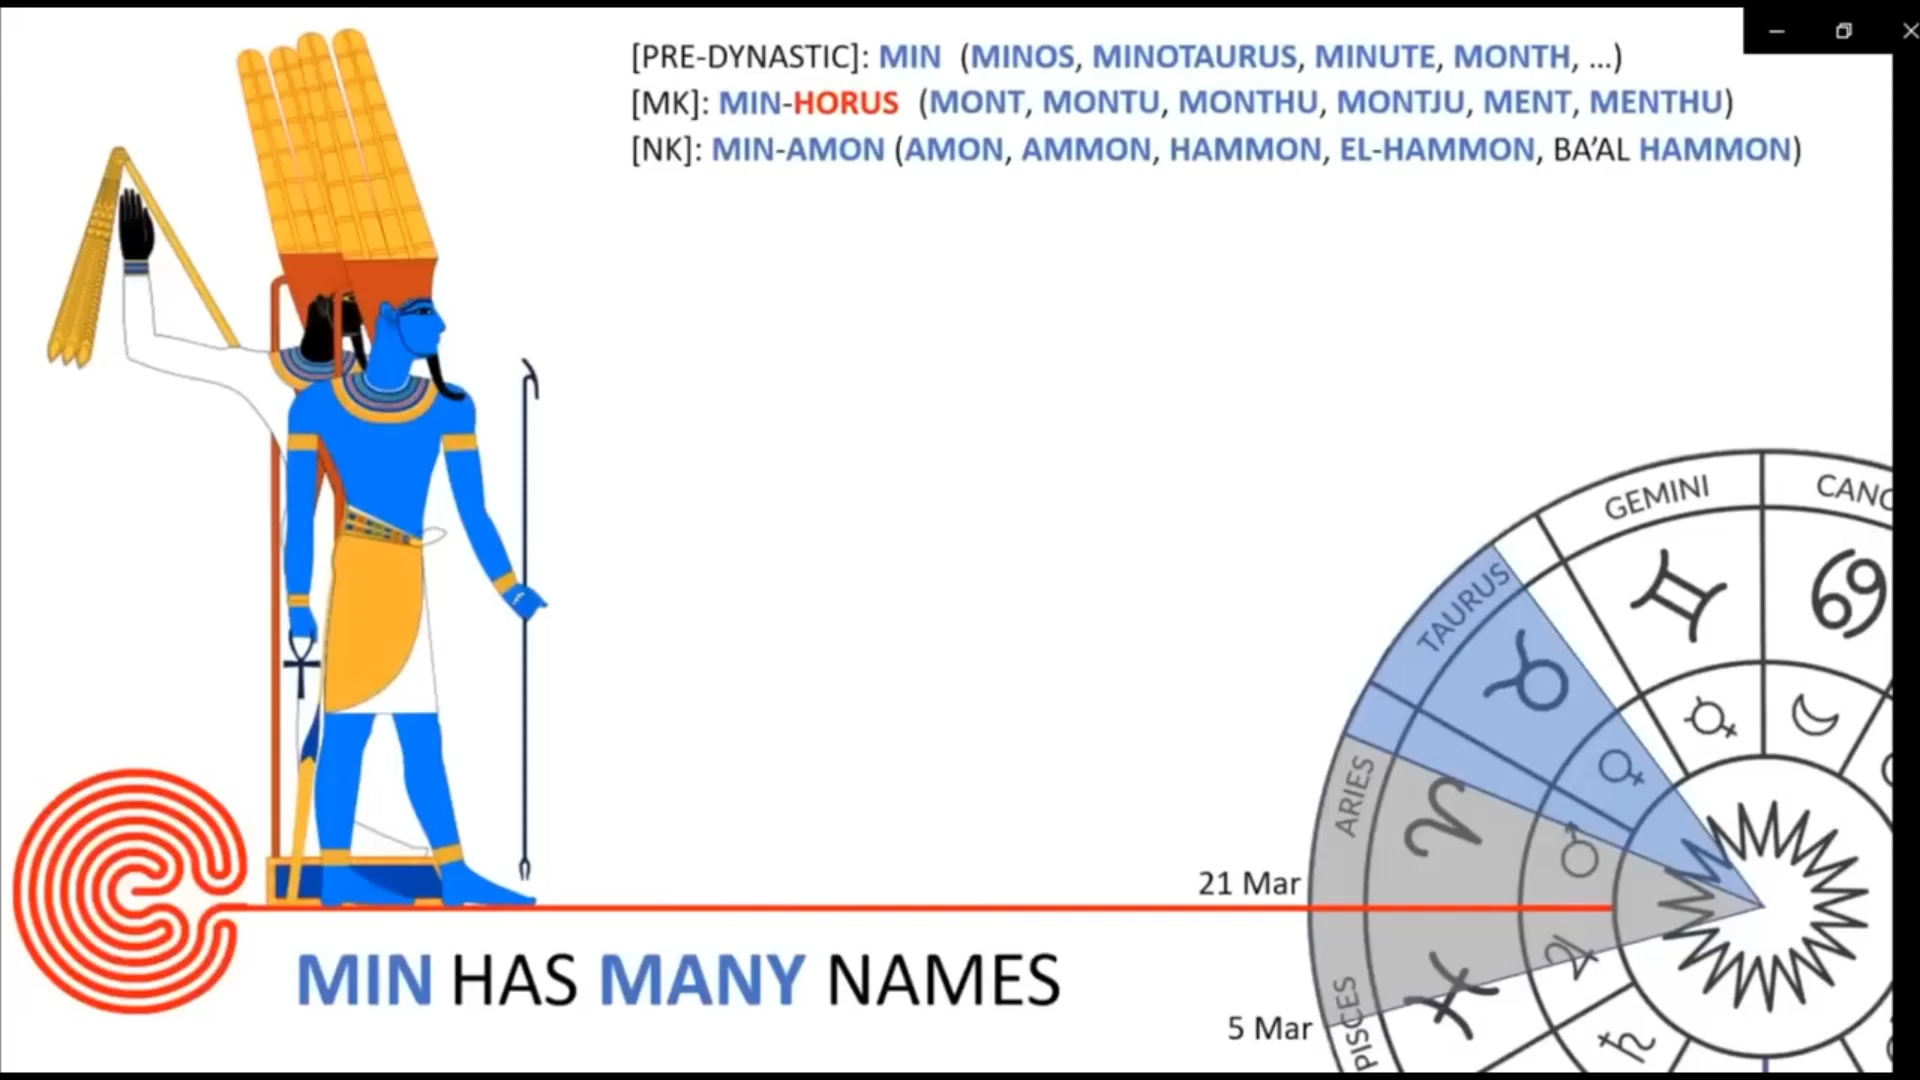 [PRE-DYNASTIC]: MIN (MINOS, MINOTAURUS, MINUTE, MONTH, ...)
[MK]: MIN-HORUS (MONT, MONTU, MONTHU, MONTJU, MENT, MENTHU)
[NK]: MIN-AMON (AMON, AMMON, HAMMON, EL-HAMMON, BA'AL HAMMON)
GEMINI
CANC
TAURUS
ARIES
21 Mar
PISCES
5 Mar
MIN HAS MANY NAMES